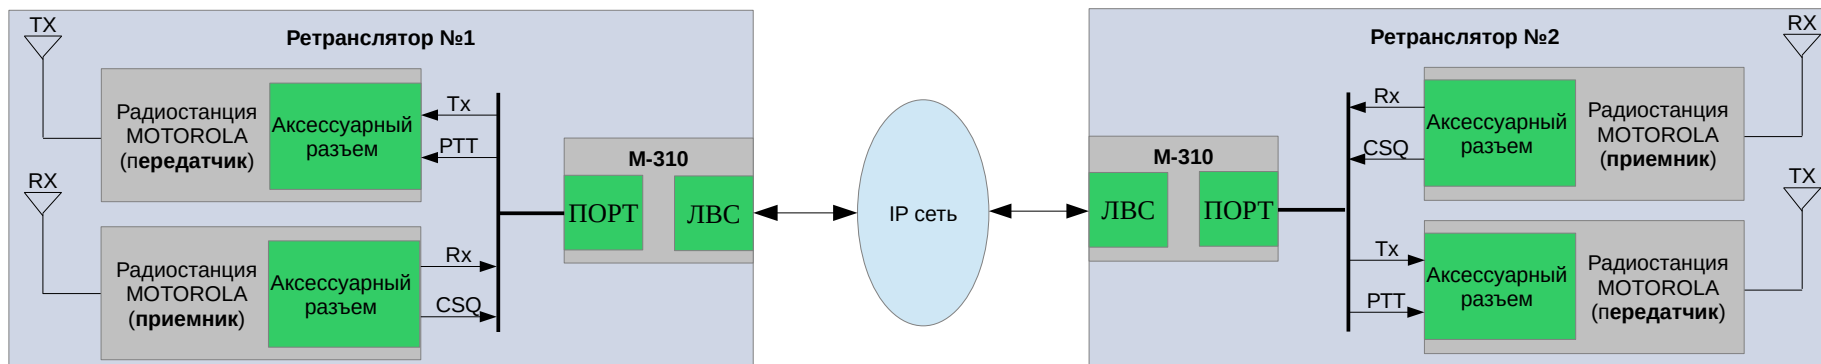 TX
Ретранслятор №1
Радиостанция
MOTOROLA
(передатчик)
Аксессуарный
разъем
Tx
PTT
RX
Радиостанция
MOTOROLA
(приемник)
Аксессуарный
разъем
Rx
CSQ
М-310
ПОРТ
ЛВС
IP сеть
Ретранслятор №2
RX
М-310
ЛВС
ПОРТ
Rx
CSQ
Аксессуарный
разъем
Радиостанция
MOTOROLA
(приемник)
TX
Tx
PTT
Аксессуарный
разъем
Радиостанция
MOTOROLA
(передатчик)